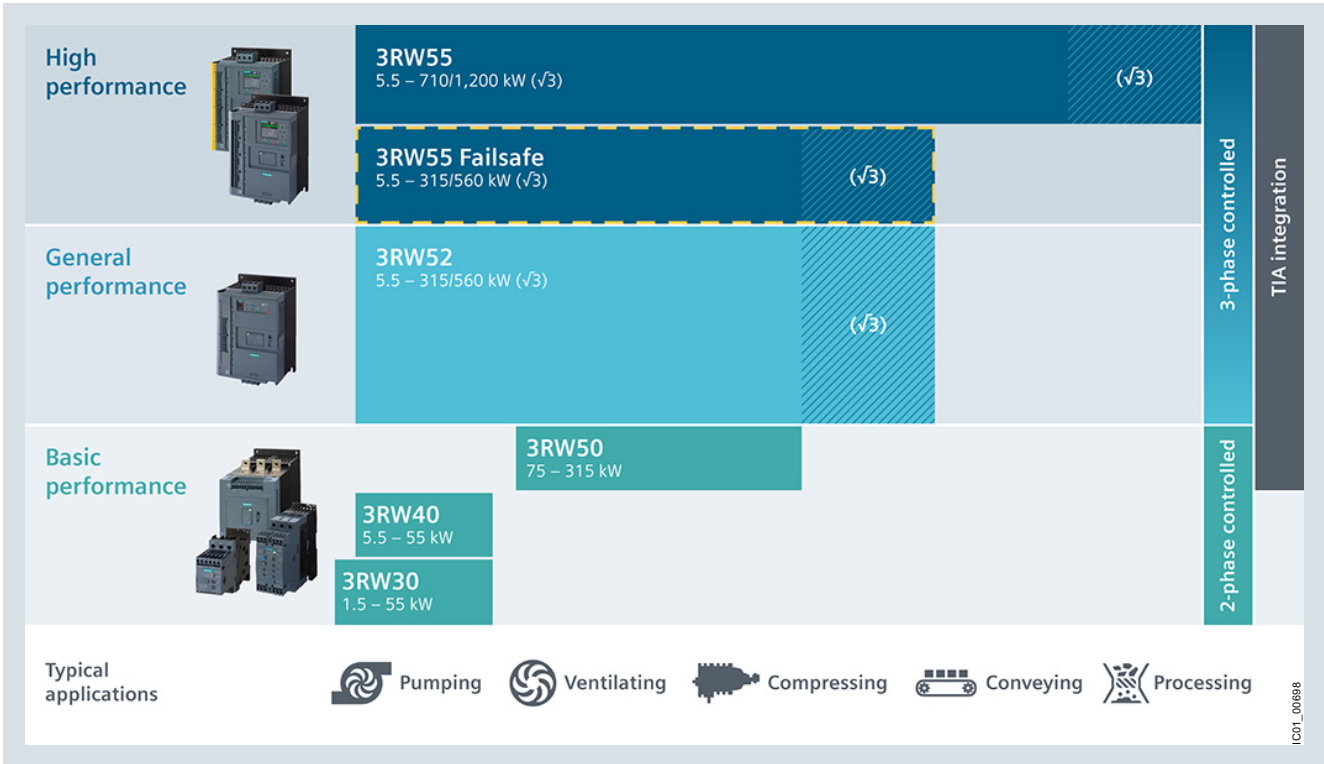 High
performance
3RW55
5.5 – 710/1,200 kW (√3)
(√3)
3RW55 Failsafe
5.5 – 315/560 kW (√3)
(√3)
General
performance
3RW52
5.5 – 315/560 kW (√3)
(√3)
Basic
performance
3RW50
75 – 315 kW
3RW40
5.5 – 55 kW
3RW30
1.5 – 55 kW
3-phase controlled
2-phase controlled
TIA integration
Typical
applications
Pumping
Ventilating
Compressing
Conveying
Processing
IC01_00698